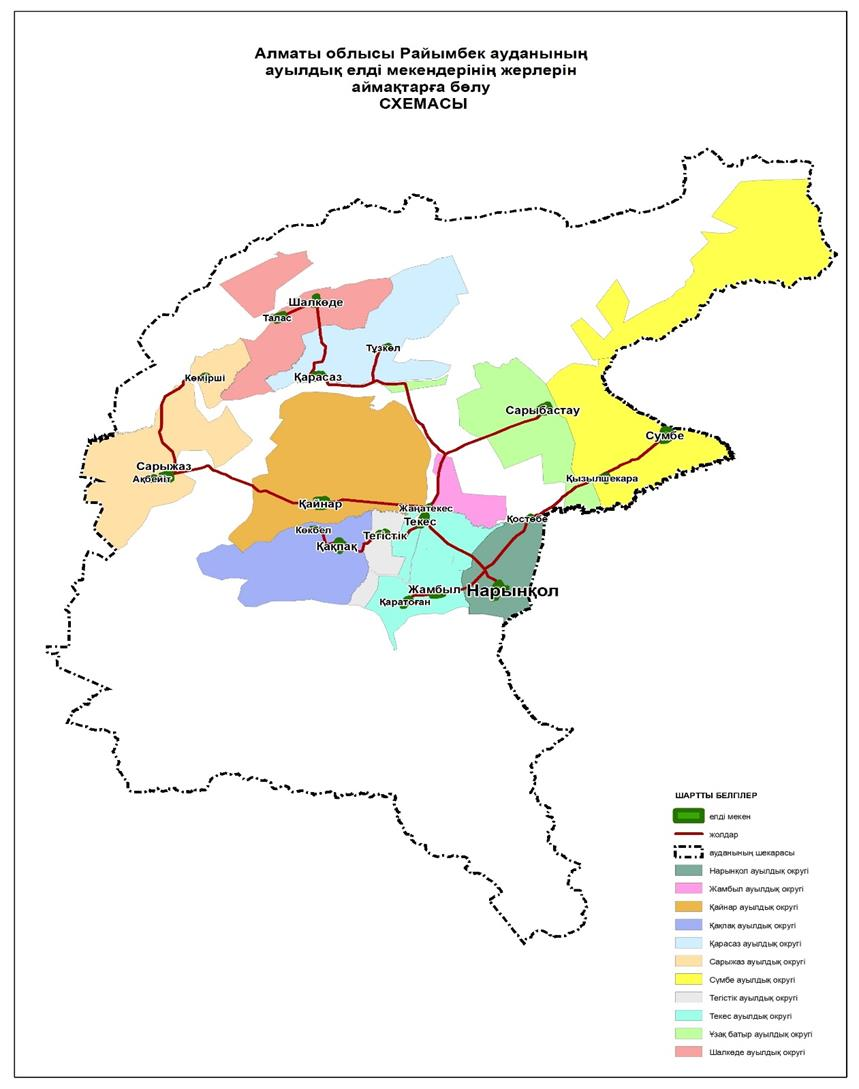 Алматы облысы Райымбек ауданының
ауылдық елді мекендерінің жерлерін
аймақтарға бөлу
СХЕМАСЫ
Шалкөде
Талас
Тұзкөл
Көмірші
Қарасаз
Сарыбастау
Сүмбе
Сарыжаз
Ақбейіт
Қызылшекара
Қайнар
Жаңатекес
Текес
Қостөбе
Көкбел
Тегістік
Қақпақ
Жамбыл
Нарынқол
Қаратоған
ШАРТТЫ БЕЛГІЛЕР
елді мекен
жолдар
ауданының шекарасы
Нарынқол ауылдық округі
Жамбыл ауылдық округі
Қайнар ауылдық округі
Қақпақ ауылдық округі
Қарасаз ауылдық округі
Сарыжаз ауылдық округі
Сүмбе ауылдық округі
Тегістік ауылдық округі
Текес ауылдық округі
Ұзақ батыр ауылдық округі
Шалкөде ауылдық округі